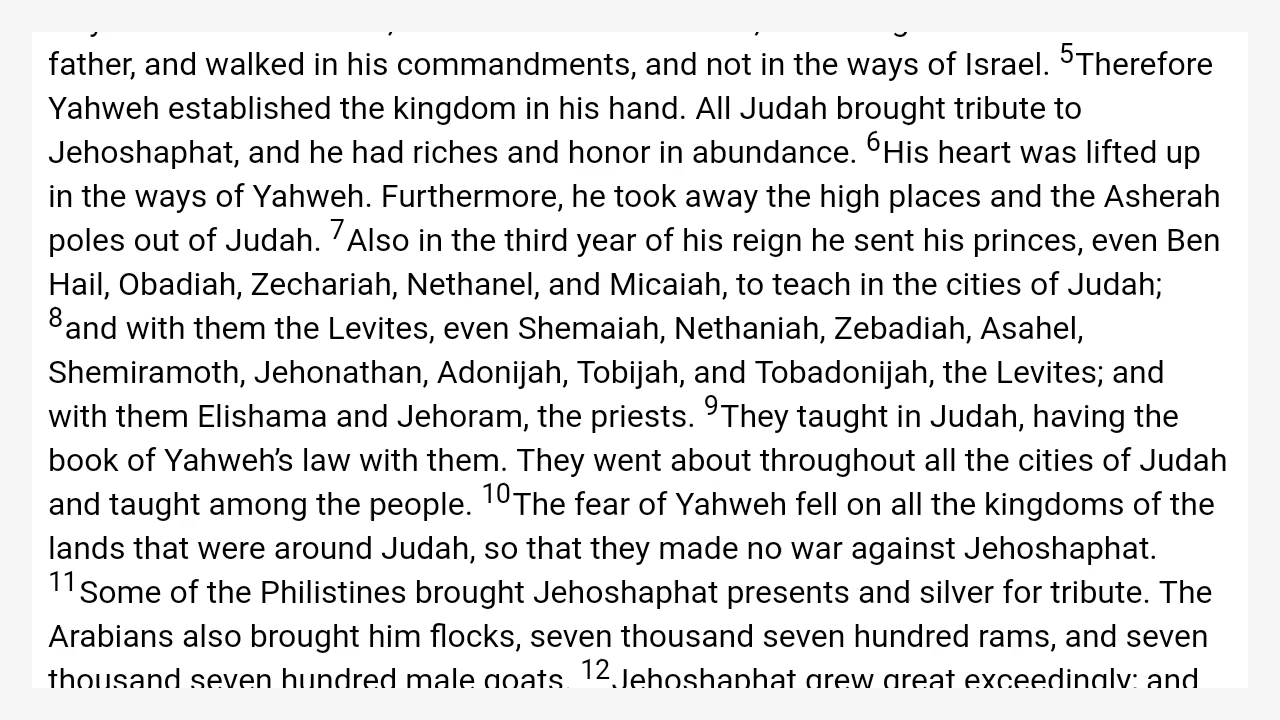 father, and walked in his commandments, and not in the ways of Israel. 5Therefore
Yahweh established the kingdom in his hand. All Judah brought tribute to
Jehoshaphat, and he had riches and honor in abundance. 6His heart was lifted up
in the ways of Yahweh. Furthermore, he took away the high places and the Asherah
poles out of Judah. 7Also in the third year of his reign he sent his princes, even Ben
Hail, Obadiah, Zechariah, Nethanel, and Micaiah, to teach in the cities of Judah;
8and with them the Levites, even Shemaiah, Nethaniah, Zebadiah, Asahel,
Shemiramoth, Jehonathan, Adonijah, Tobijah, and Tobadonijah, the Levites; and
with them Elishama and Jehoram, the priests. 9They taught in Judah, having the
book of Yahweh’s law with them. They went about throughout all the cities of Judah
and taught among the people. 10The fear of Yahweh fell on all the kingdoms of the
lands that were around Judah, so that they made no war against Jehoshaphat.
11Some of the Philistines brought Jehoshaphat presents and silver for tribute. The
Arabians also brought him flocks, seven thousand seven hundred rams, and seven
thousand seven hundred male goats. 12Jehoshaphat grew great exceedingly; and